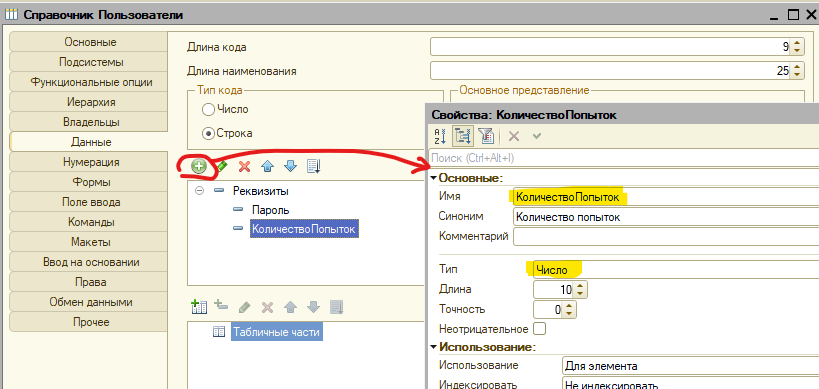 Справочник Пользователи
Основные
Подсистемы
Функциональные опции
Иерархия
Владельцы
Данные
Нумерация
Формы
Поле ввода
Команды
Макеты
Ввод на основании
Права
Обмен данными
Прочее
Длина кода 9
Длина наименования 25
Тип кода
Число
Строка
Основное представление
Реквизиты
Пароль
КоличествоПопыток
Табличные части
Свойства: КоличествоПопыток
Поиск (Ctrl+Alt+I)
Основные:
Имя КоличествоПопыток
Синоним Количество попыток
Комментарий
Тип Число
Длина 10
Точность 0
Неотрицательное
Использование:
Использование Для элемента
Индексировать Не индексировать